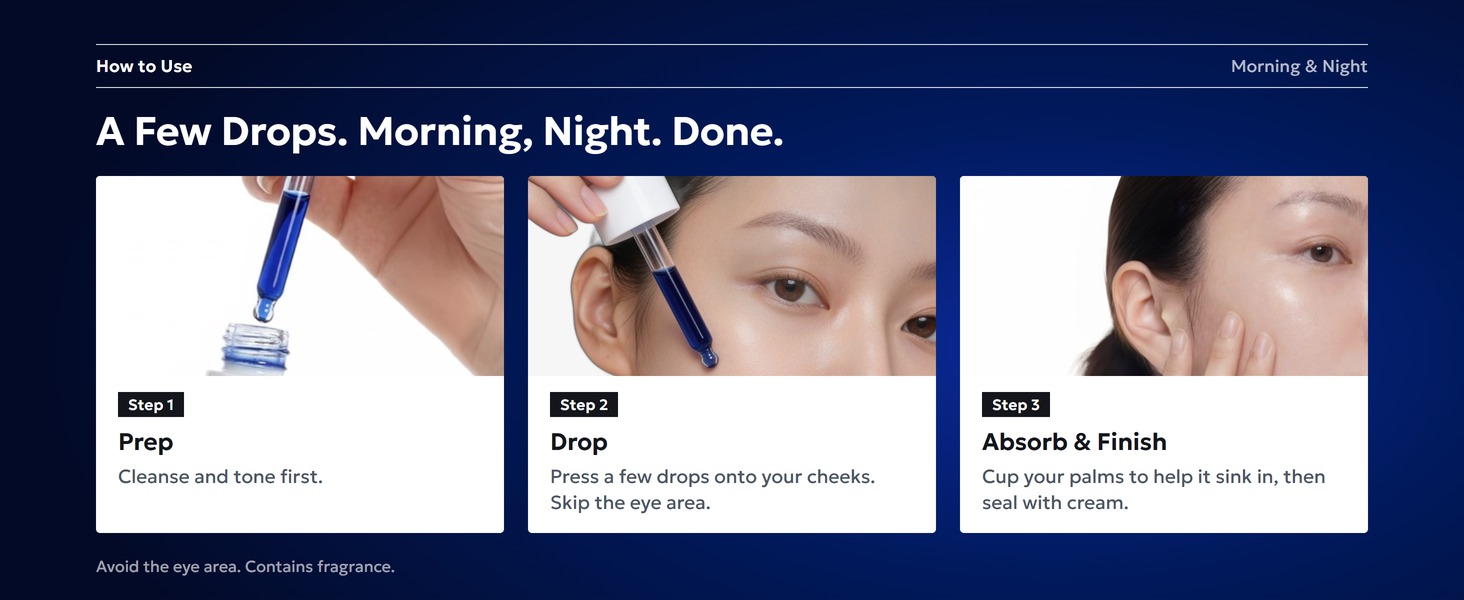 How to Use
Morning & Night
A Few Drops. Morning, Night. Done.
Step 1
Prep
Cleanse and tone first.
Step 2
Drop
Press a few drops onto your cheeks.
Skip the eye area.
Step 3
Absorb & Finish
Cup your palms to help it sink in, then
seal with cream.
Avoid the eye area. Contains fragrance.